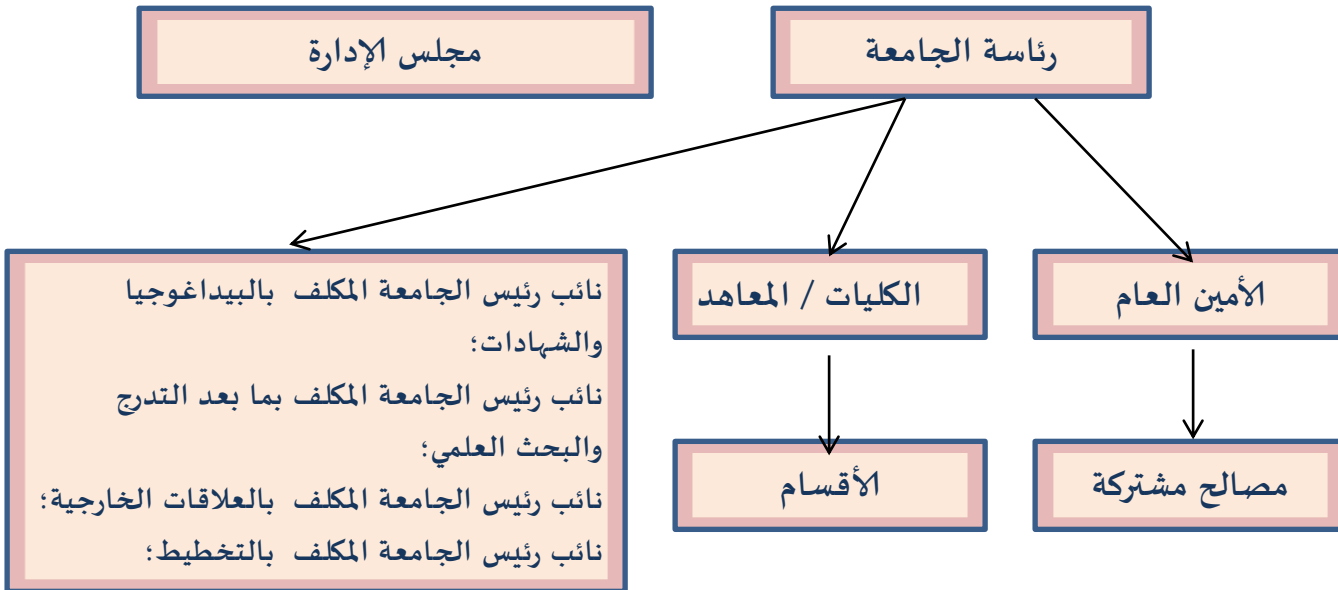 رئاسة الجامعة
مجلس الإدارة
الأمين العام
الكليات / المعاهد
نائب رئيس الجامعة المكلف بالبيداغوجيا
والشهادات؛
نائب رئيس الجامعة المكلف بما بعد التدرج
والبحث العلمي؛
نائب رئيس الجامعة المكلف بالعلاقات الخارجية؛
نائب رئيس الجامعة المكلف بالتخطيط؛
مصالح مشتركة
الأقسام